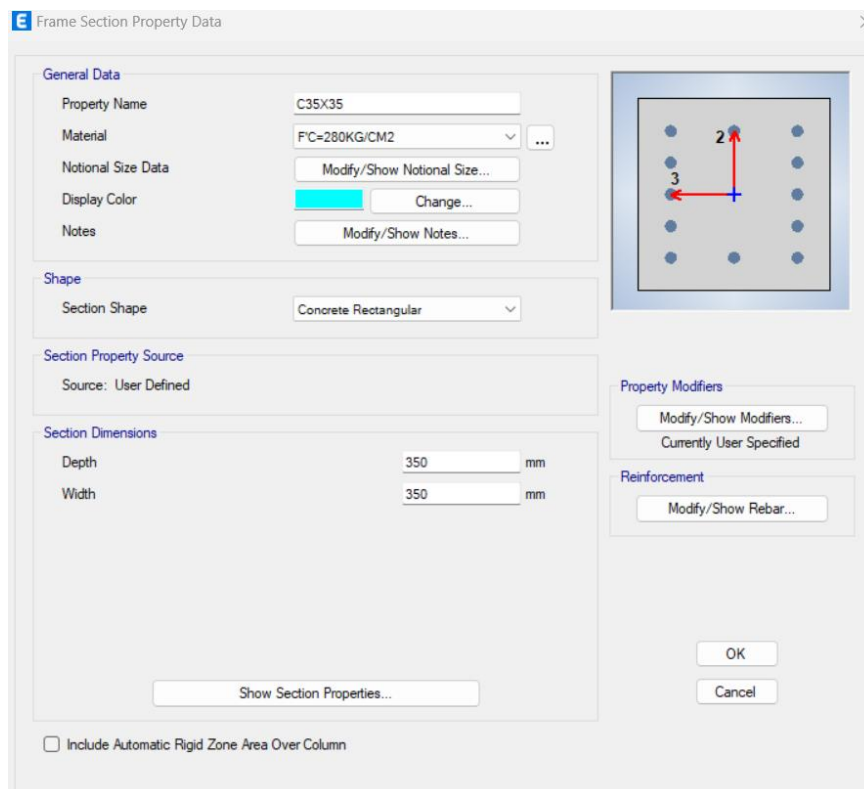 E Frame Section Property Data
General Data
Property Name C35X35
Material F'C=280KG/CM2 ...
Notional Size Data Modify/Show Notional Size...
Display Color Change...
Notes Modify/Show Notes...
2
3
Shape
Section Shape Concrete Rectangular
Section Property Source
Source: User Defined
Property Modifiers
Modify/Show Modifiers...
Currently User Specified
Section Dimensions
Depth 350 mm
Width 350 mm
Reinforcement
Modify/Show Rebar...
OK
Show Section Properties...
Cancel
Include Automatic Rigid Zone Area Over Column